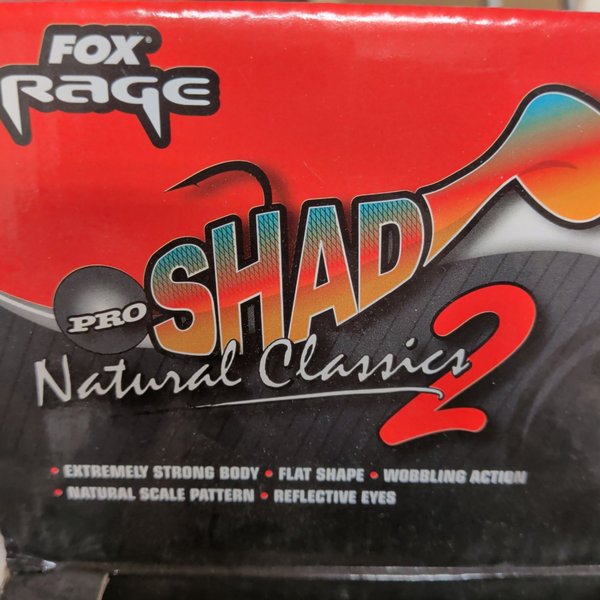 FOX®
RAGE
PRO SHAD
Natural Classics 2
• EXTREMELY STRONG BODY • FLAT SHAPE • WOBBLING ACTION
• NATURAL SCALE PATTERN • REFLECTIVE EYES